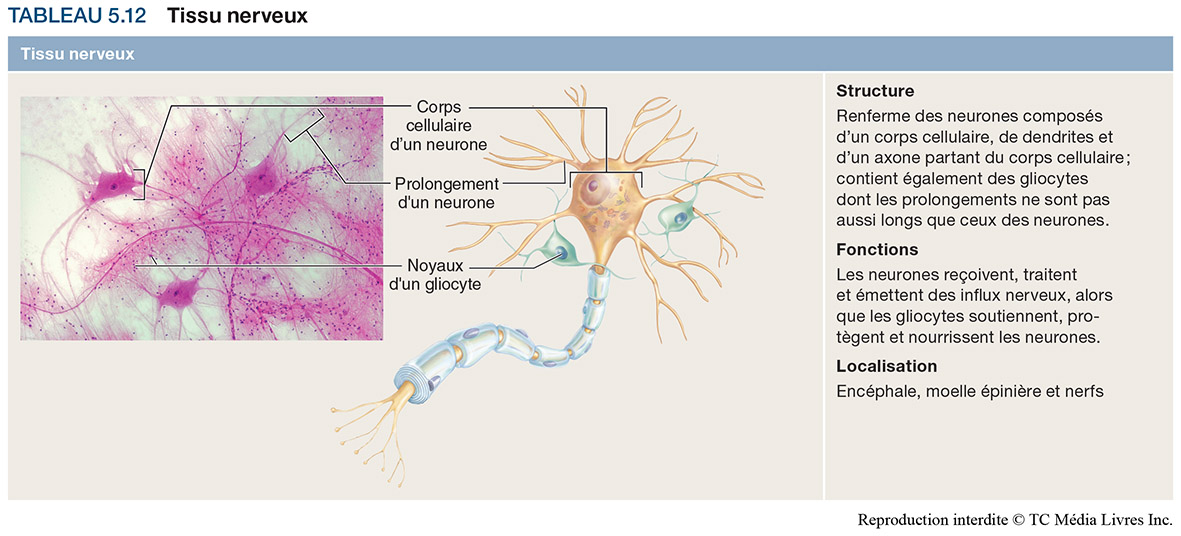 TABLEAU 5.12 Tissu nerveux
Tissu nerveux
Corps
cellulaire
d'un neurone
Prolongement
d'un neurone
Noyaux
d'un gliocyte
Structure
Renferme des neurones composés
d'un corps cellulaire, de dendrites et
d'un axone partant du corps cellulaire ;
contient également des gliocytes
dont les prolongements ne sont pas
aussi longs que ceux des neurones.
Fonctions
Les neurones reçoivent, traitent
et émettent des influx nerveux, alors
que les gliocytes soutiennent, pro-
tègent et nourrissent les neurones.
Localisation
Encéphale, moelle épinière et nerfs
Reproduction interdite © TC Média Livres Inc.